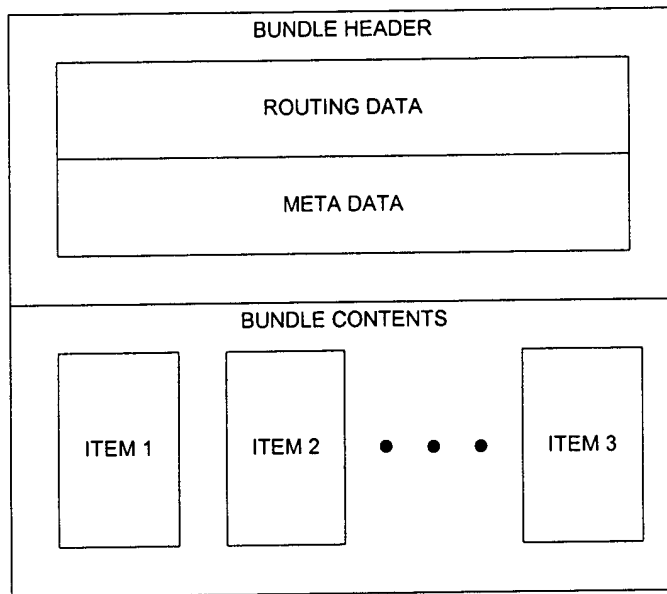 BUNDLE HEADER
ROUTING DATA
META DATA
BUNDLE CONTENTS
ITEM 1
ITEM 2
ITEM 3